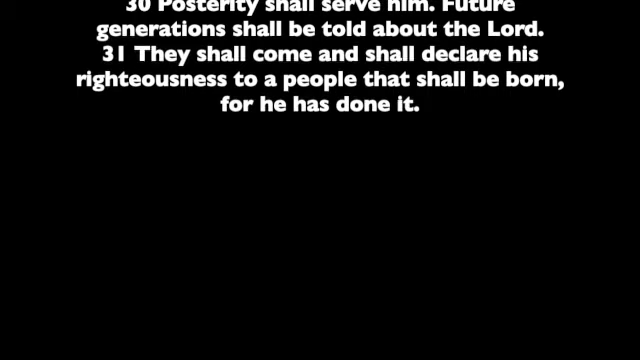 30 Posterity shall serve him. Future
generations shall be told about the Lord.
31 They shall come and shall declare his
righteousness to a people that shall be born,
for he has done it.